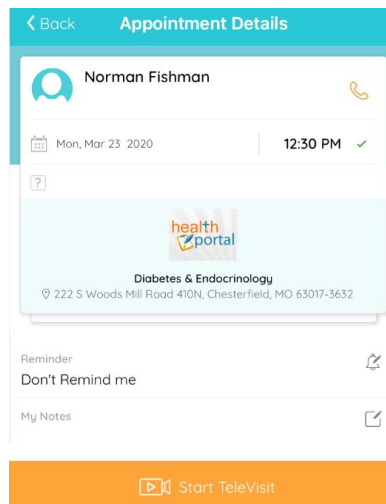 Back Appointment Details
Norman Fishman
Mon, Mar 23 2020 12:30 PM
?
health
portal
Diabetes & Endocrinology
222 S Woods Mill Road 410N, Chesterfield, MO 63017-3632
Reminder
Don't Remind me
My Notes
Start TeleVisit